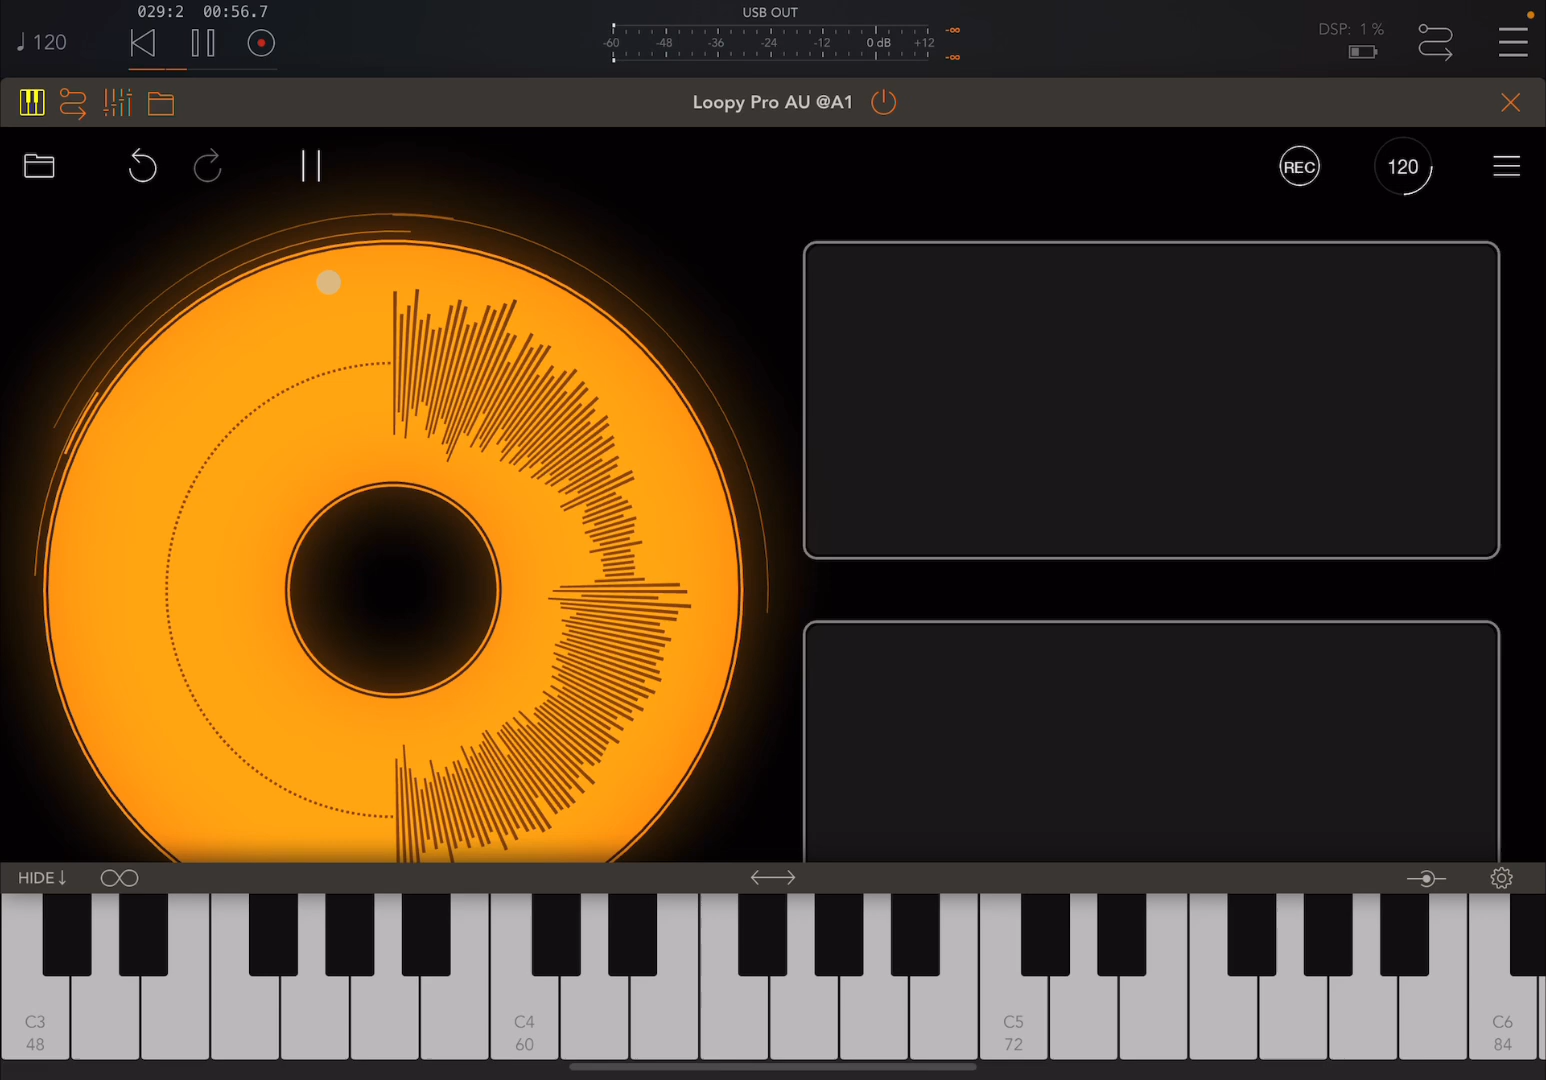 029:2 00:56.7
USB OUT
♩ 120
-60 -48 -36 -24 -12 0 dB +12
-∞
-∞
DSP: 1 %
Loopy Pro AU @A1
REC
120
HIDE↓
C3 C4 C5 C6
48 60 72 84